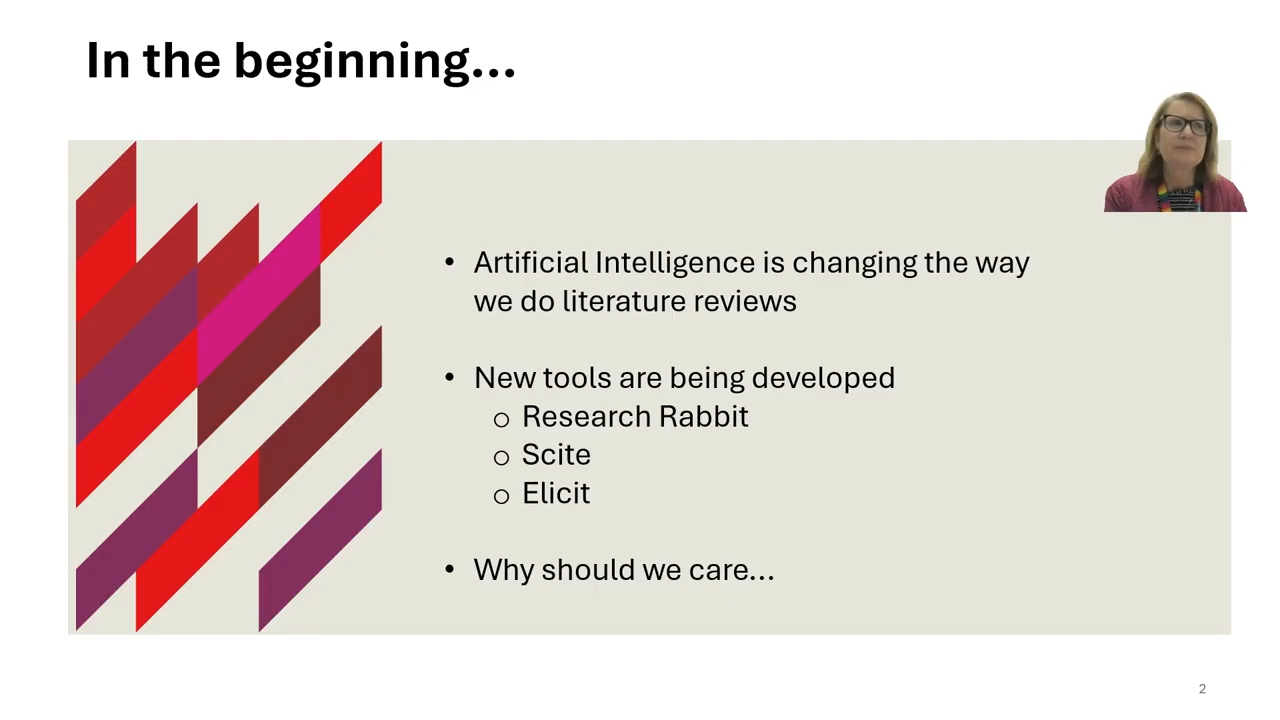 In the beginning...
• Artificial Intelligence is changing the way
we do literature reviews
• New tools are being developed
o Research Rabbit
o Scite
o Elicit
• Why should we care...
2